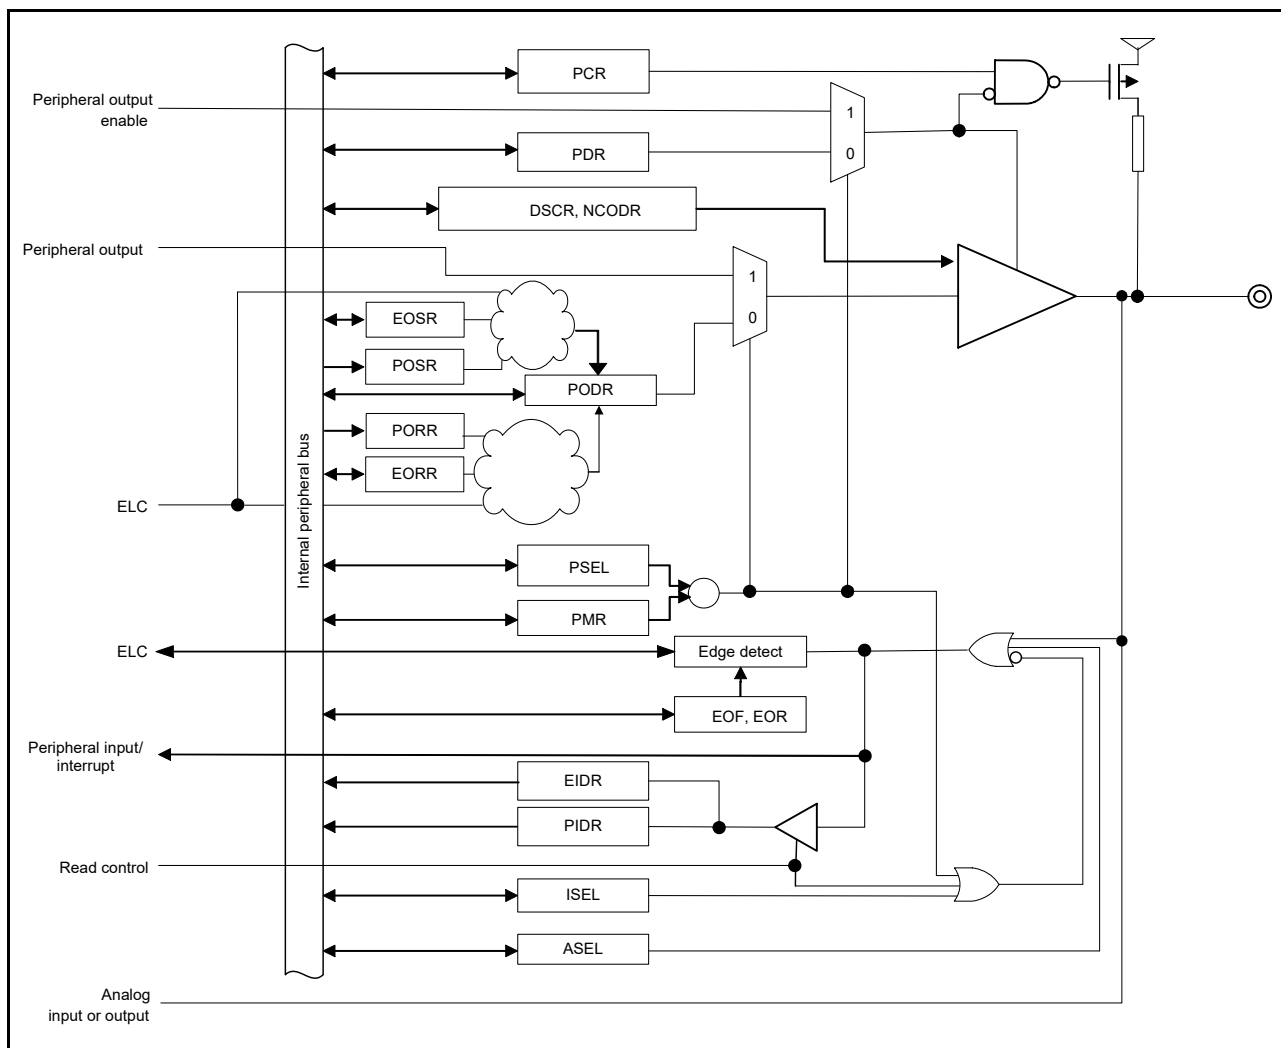 PCR
Peripheral output
enable
1
PDR
0
DSCR, NCODR
Peripheral output
1
EOSR
0
POSR
PODR
PORR
EORR
ELC
Internal peripheral bus
PSEL
PMR
ELC
Edge detect
EOF, EOR
Peripheral input/
interrupt
EIDR
PIDR
Read control
ISEL
ASEL
Analog
input or output